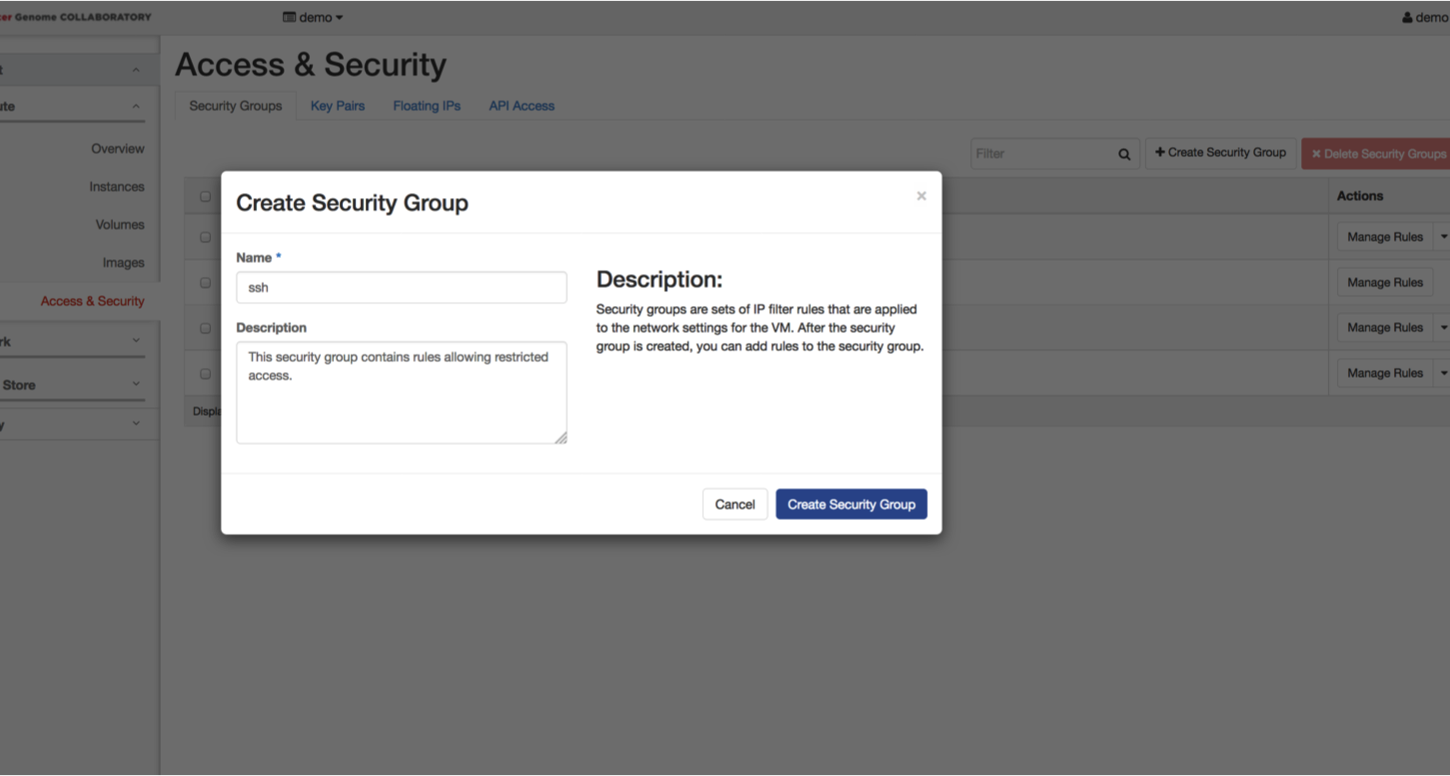 Genome COLLABORATORY
demo
demo
Access & Security
Security Groups Key Pairs Floating IPs API Access
Overview
Instances
Volumes
Images
Access & Security
Store
Filter
+ Create Security Group
× Delete Security Groups
Actions
Manage Rules
Manage Rules
Manage Rules
Manage Rules
Create Security Group
×
Name *
ssh
Description
This security group contains rules allowing restricted
access.
Description:
Security groups are sets of IP filter rules that are applied
to the network settings for the VM. After the security
group is created, you can add rules to the security group.
Cancel
Create Security Group